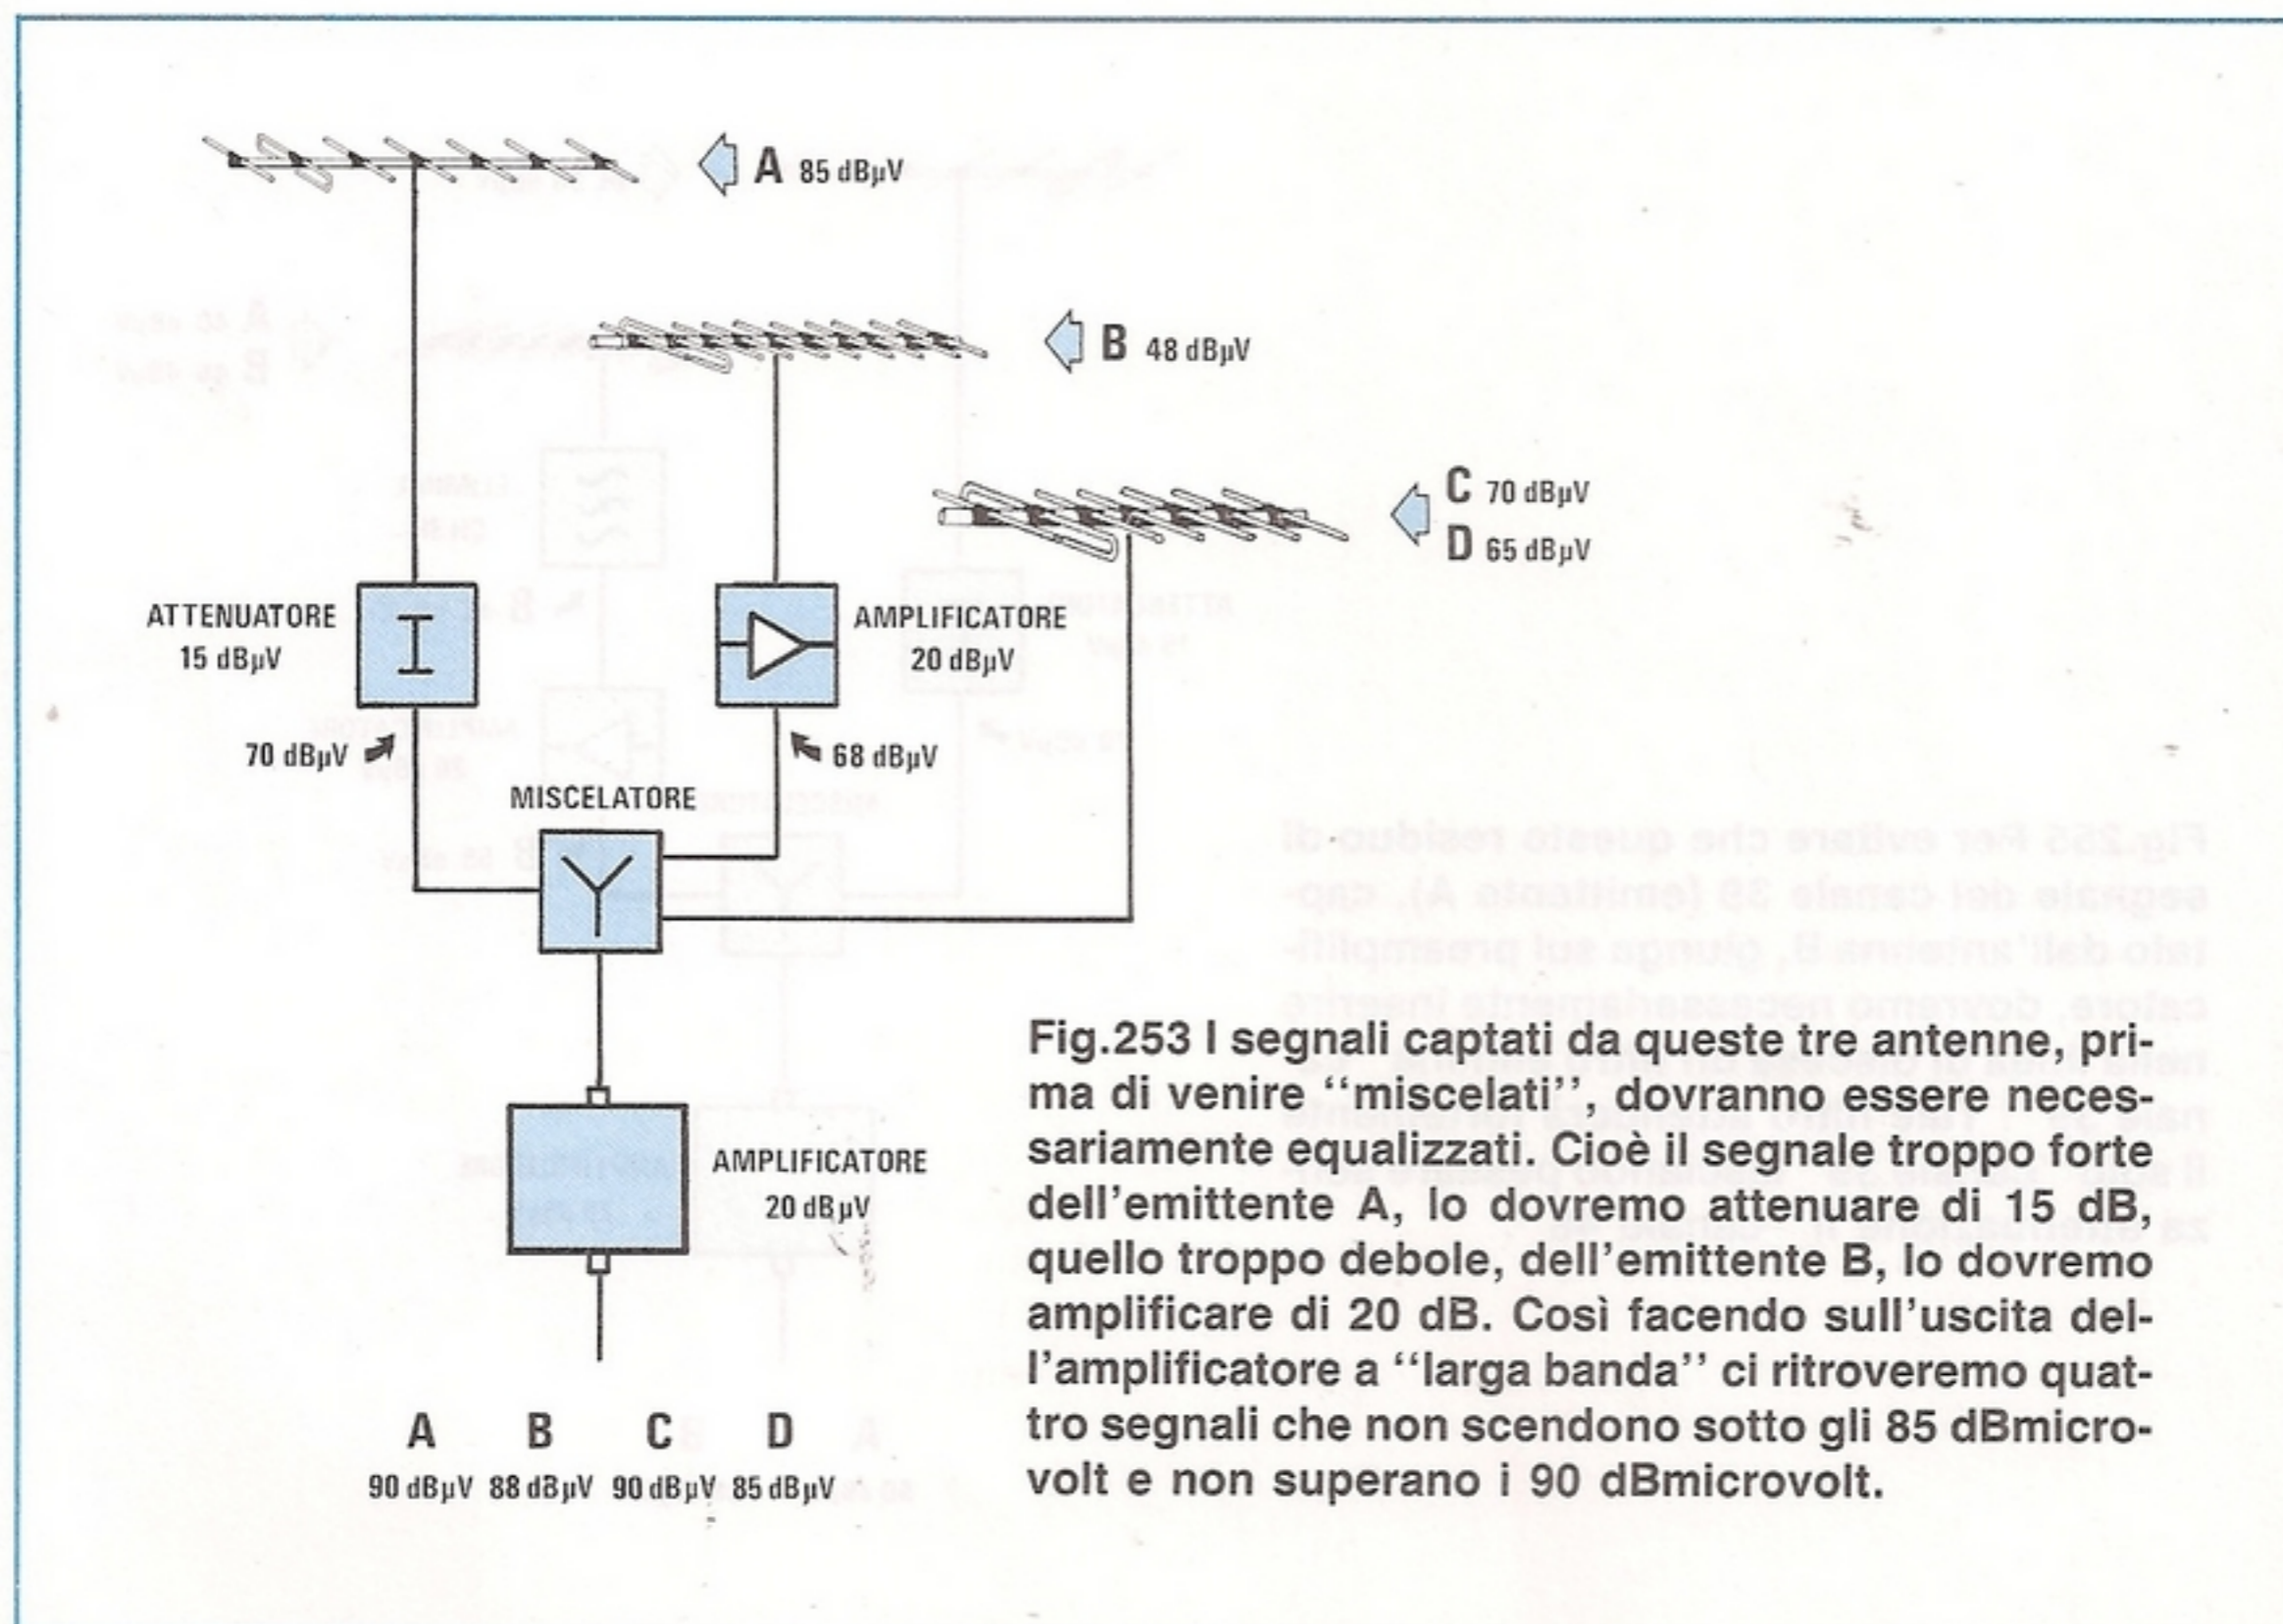 A 85 dBµV
B 48 dBµV
C 70 dBµV
D 65 dBµV
ATTENUATORE
15 dBµV
AMPLIFICATORE
20 dBµV
70 dBµV
68 dBµV
MISCELATORE
AMPLIFICATORE
20 dBµV
A B C D
90 dBµV 88 dBµV 90 dBµV 85 dBµV
Fig.253 I segnali captati da queste tre antenne, pri-
ma di venire “miscelati”, dovranno essere neces-
sariamente equalizzati. Cioè il segnale troppo forte
dell’emittente A, lo dovremo attenuare di 15 dB,
quello troppo debole, dell’emittente B, lo dovremo
amplificare di 20 dB. Così facendo sull’uscita del-
l’amplificatore a “larga banda” ci ritroveremo quat-
tro segnali che non scendono sotto gli 85 dBmicro-
volt e non superano i 90 dBmicrovolt.